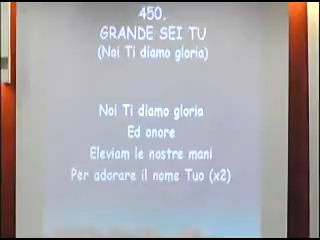 450.
GRANDE SEI TU
(Noi Ti diamo gloria)
Noi Ti diamo gloria
Ed onore
Eleviam le nostre mani
Per adorare il nome Tuo (x2)